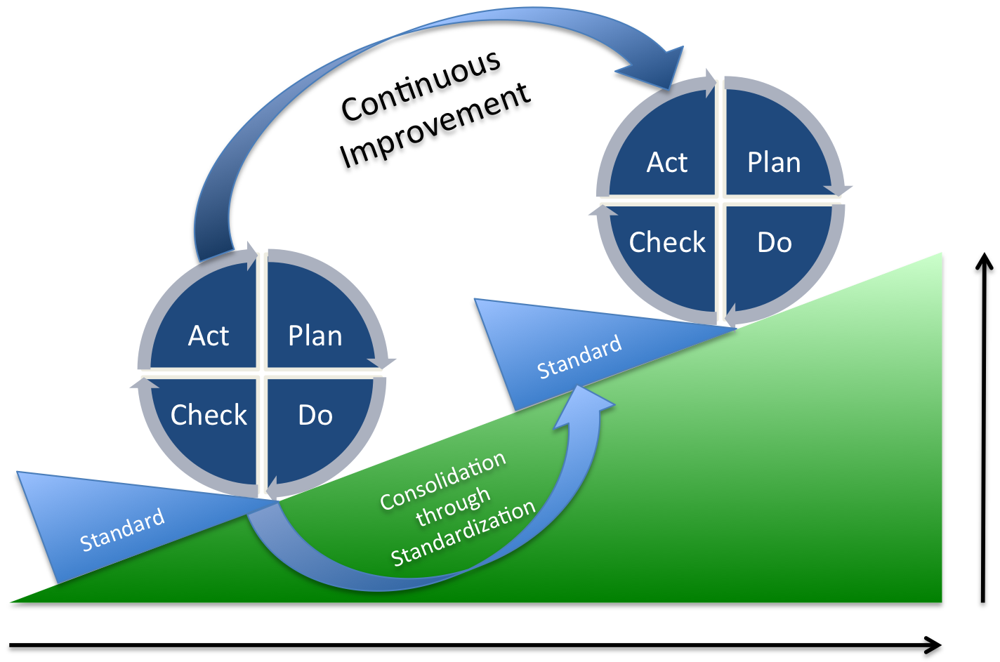 Continuous
Improvement
Act
Plan
Check
Do
Standard
Act
Plan
Check
Do
Standard
Consolidation
through
Standardization